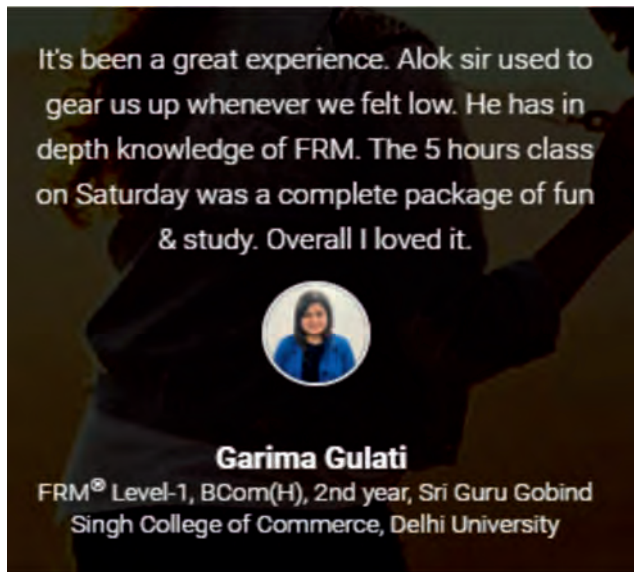 It's been a great experience. Alok sir used to
gear us up whenever we felt low. He has in
depth knowledge of FRM. The 5 hours class
on Saturday was a complete package of fun
& study. Overall I loved it.
Garima Gulati
FRM® Level-1, BCom(H), 2nd year, Sri Guru Gobind
Singh College of Commerce, Delhi University